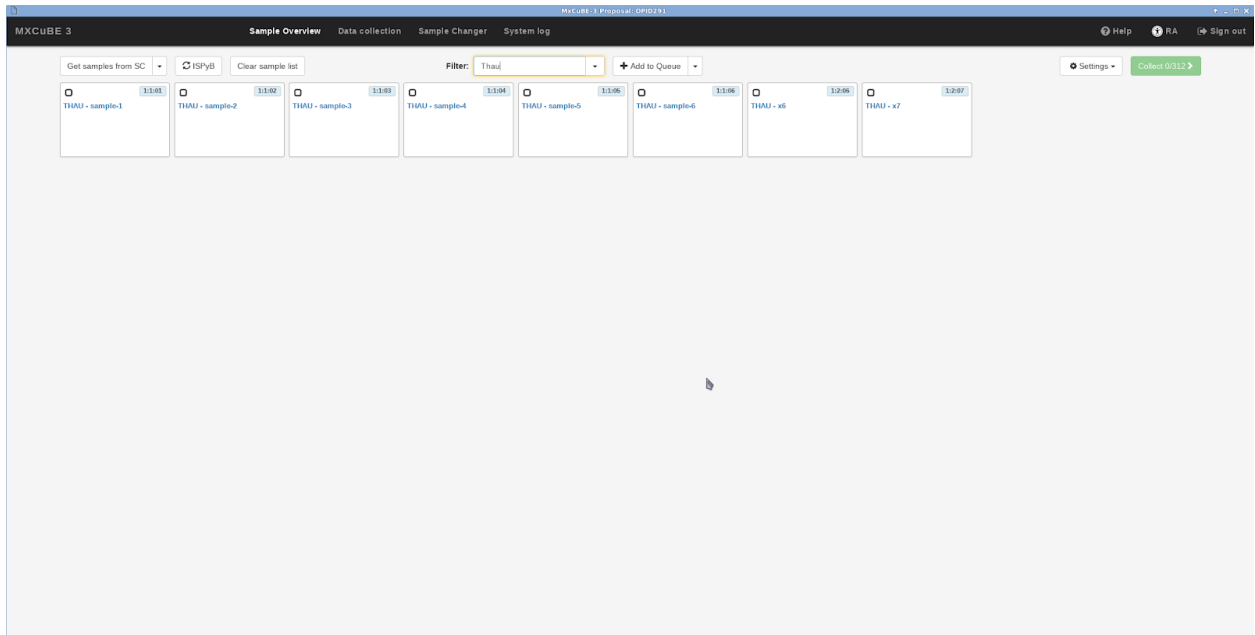 MXCuBE-3 Proposal: OPID291
MXCuBE 3 Sample Overview Data collection Sample Changer System log Help RA Sign out
Get samples from SC ISPyB Clear sample list Filter: Thau Add to Queue Settings Collect 0/312
1:1:01 1:1:02 1:1:03 1:1:04 1:1:05 1:1:06 1:2:06 1:2:07
THAU - sample-1 THAU - sample-2 THAU - sample-3 THAU - sample-4 THAU - sample-5 THAU - sample-6 THAU - x6 THAU - x7